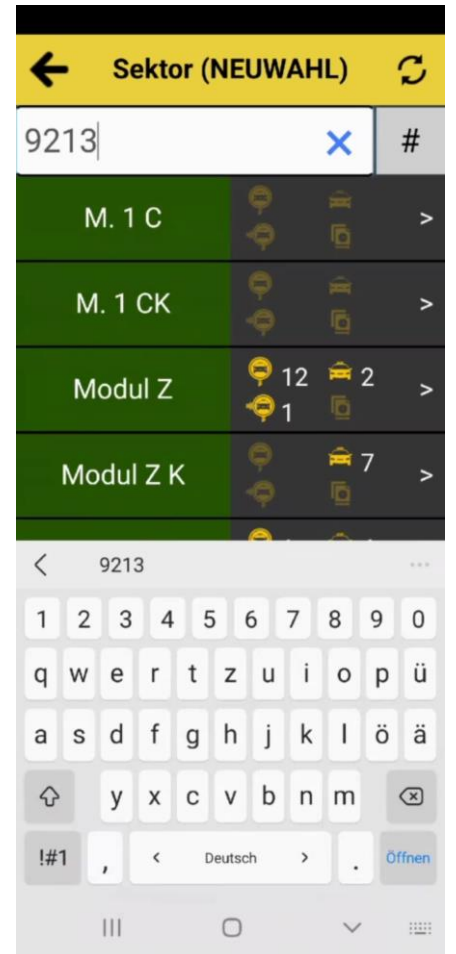 Sektor (NEUWAHL)
9213 #
M. 1 C >
M. 1 CK >
Modul Z 12 2 >
1
Modul Z K 7 >
9213
1 2 3 4 5 6 7 8 9 0
q w e r t z u i o p ü
a s d f g h j k l ö ä
y x c v b n m
!#1 , < Deutsch > . Öffnen